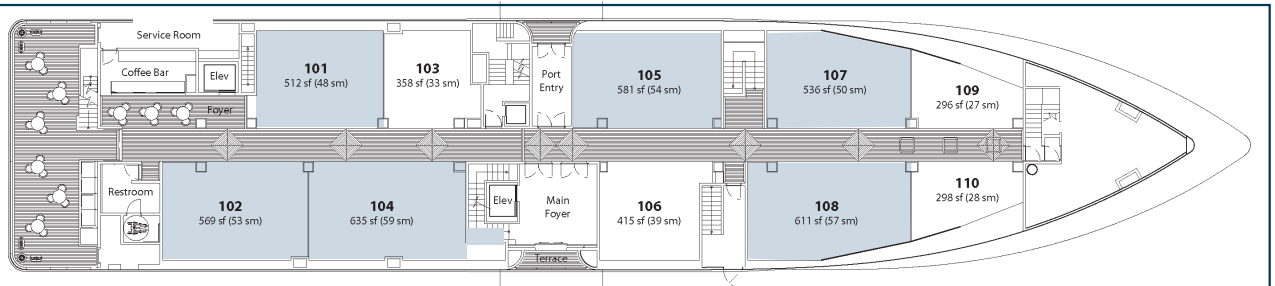 Service Room
Coffee Bar
Elev
Foyer
101
512 sf (48 sm)
103
358 sf (33 sm)
Port
Entry
105
581 sf (54 sm)
107
536 sf (50 sm)
109
296 sf (27 sm)
Restroom
102
569 sf (53 sm)
104
635 sf (59 sm)
Elev
Main
Foyer
Terrace
106
415 sf (39 sm)
108
611 sf (57 sm)
110
298 sf (28 sm)